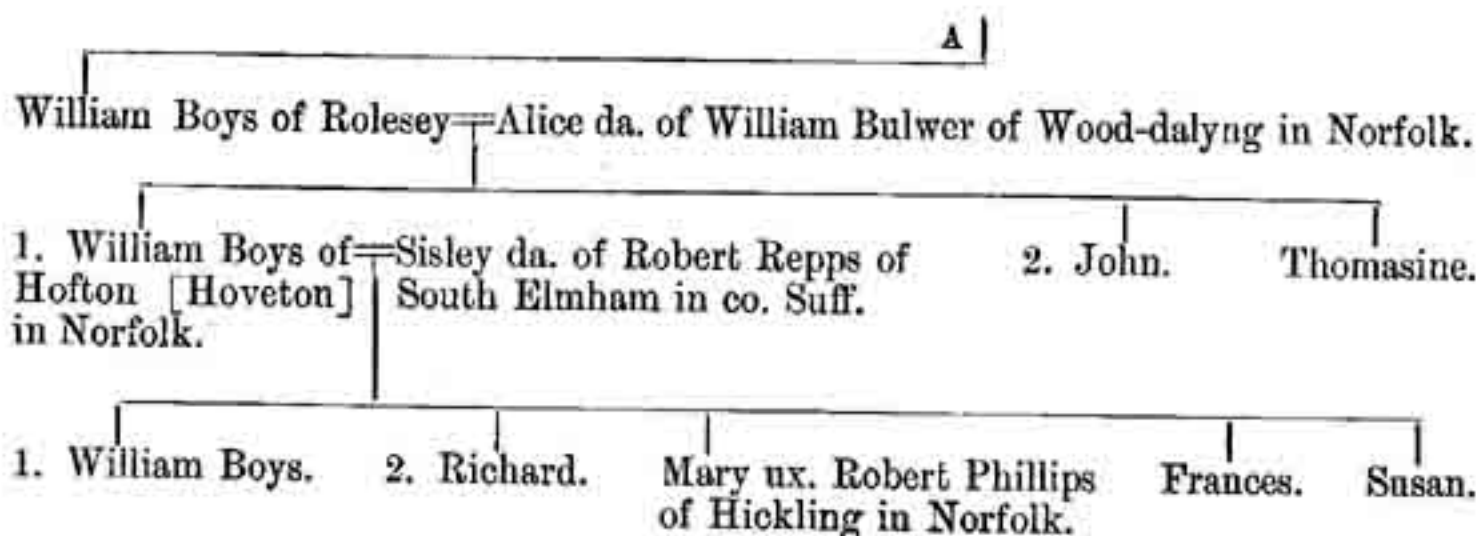 A
William Boys of Rolesey=Alice da. of William Bulwer of Wood-dalyng in Norfolk.
1. William Boys of=Sisley da. of Robert Repps of 2. John. Thomasine.
Hofton [Hoveton] South Elmham in co. Suff.
in Norfolk.
1. William Boys. 2. Richard. Mary ux. Robert Phillips Frances. Susan.
of Hickling in Norfolk.